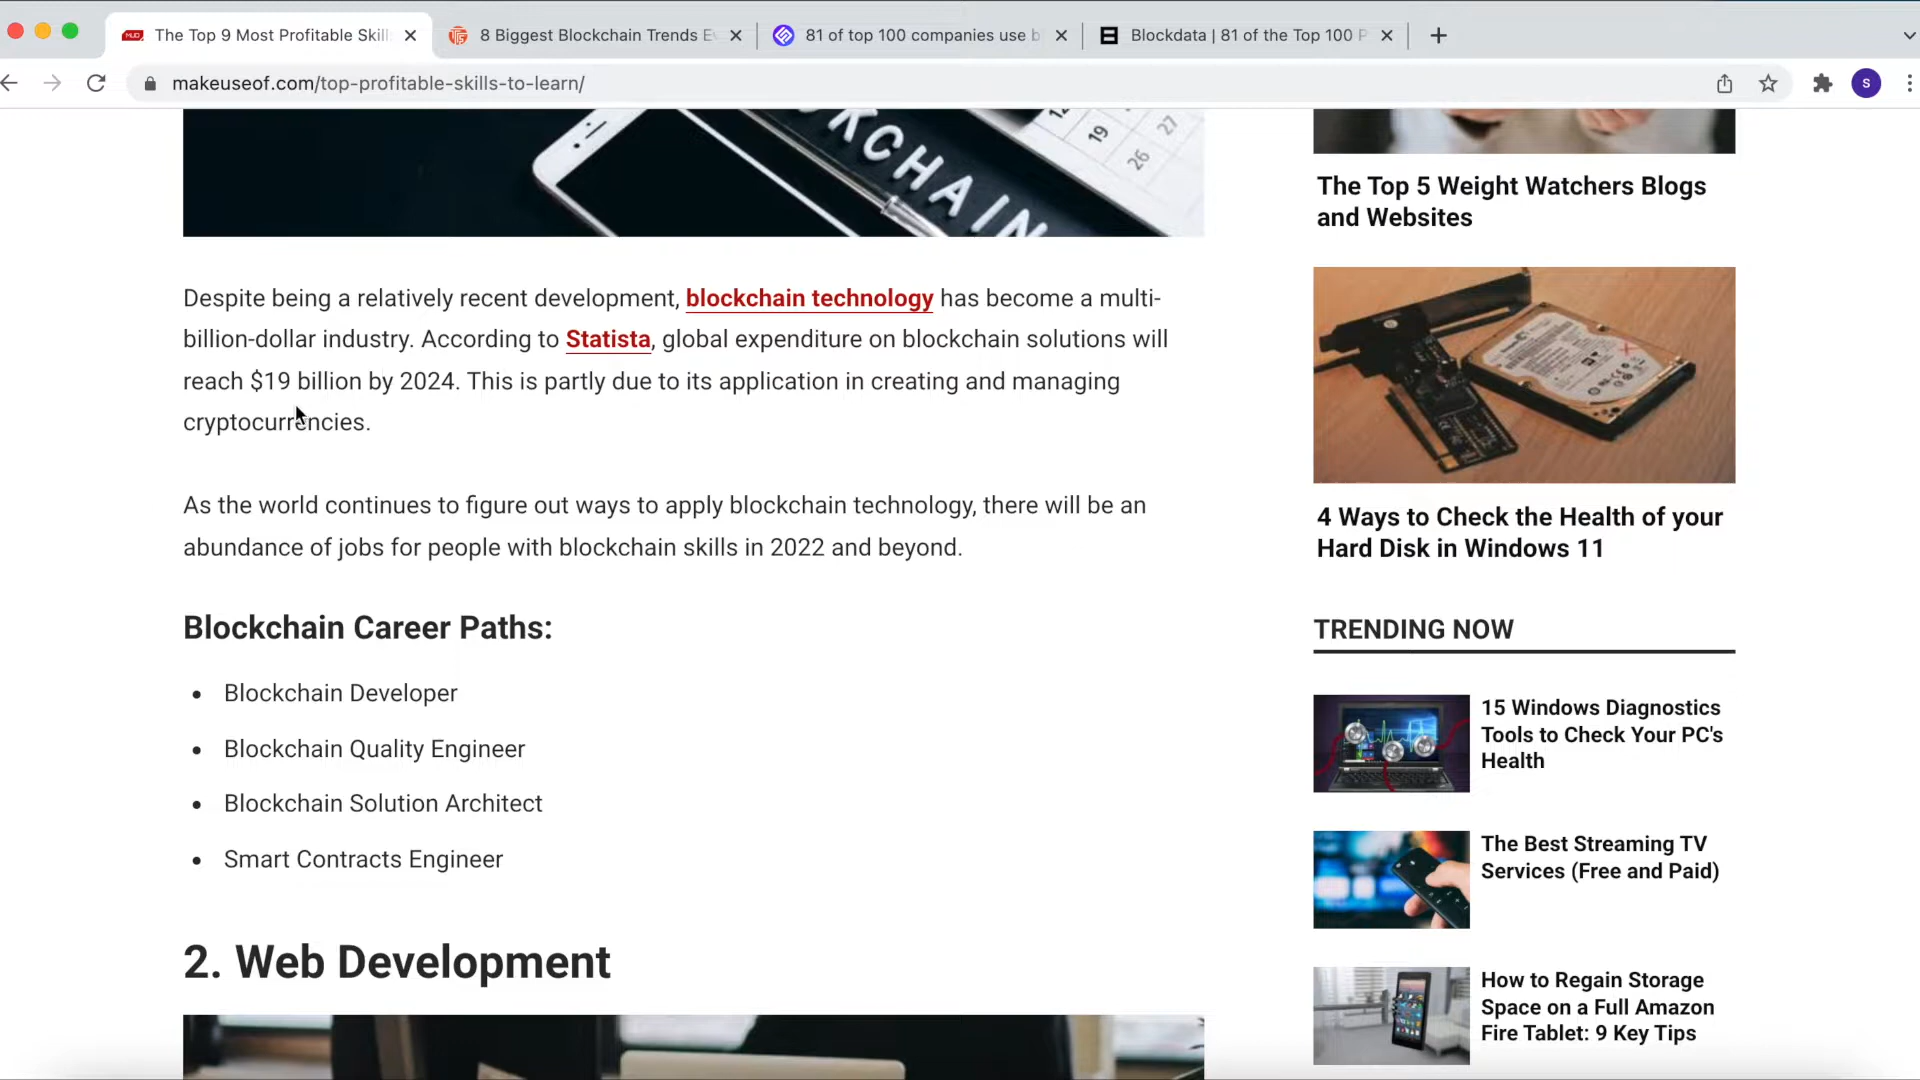 The Top 9 Most Profitable Skill
8 Biggest Blockchain Trends Ev
81 of top 100 companies use b
Blockdata | 81 of the Top 100 P
makeuseof.com/top-profitable-skills-to-learn/
S
KCHAIN
19
27
26
Despite being a relatively recent development, blockchain technology has become a multi-
billion-dollar industry. According to Statista, global expenditure on blockchain solutions will
reach $19 billion by 2024. This is partly due to its application in creating and managing
cryptocurrencies.
As the world continues to figure out ways to apply blockchain technology, there will be an
abundance of jobs for people with blockchain skills in 2022 and beyond.
Blockchain Career Paths:
• Blockchain Developer
• Blockchain Quality Engineer
• Blockchain Solution Architect
• Smart Contracts Engineer
2. Web Development
The Top 5 Weight Watchers Blogs
and Websites
4 Ways to Check the Health of your
Hard Disk in Windows 11
TRENDING NOW
15 Windows Diagnostics
Tools to Check Your PC's
Health
The Best Streaming TV
Services (Free and Paid)
How to Regain Storage
Space on a Full Amazon
Fire Tablet: 9 Key Tips